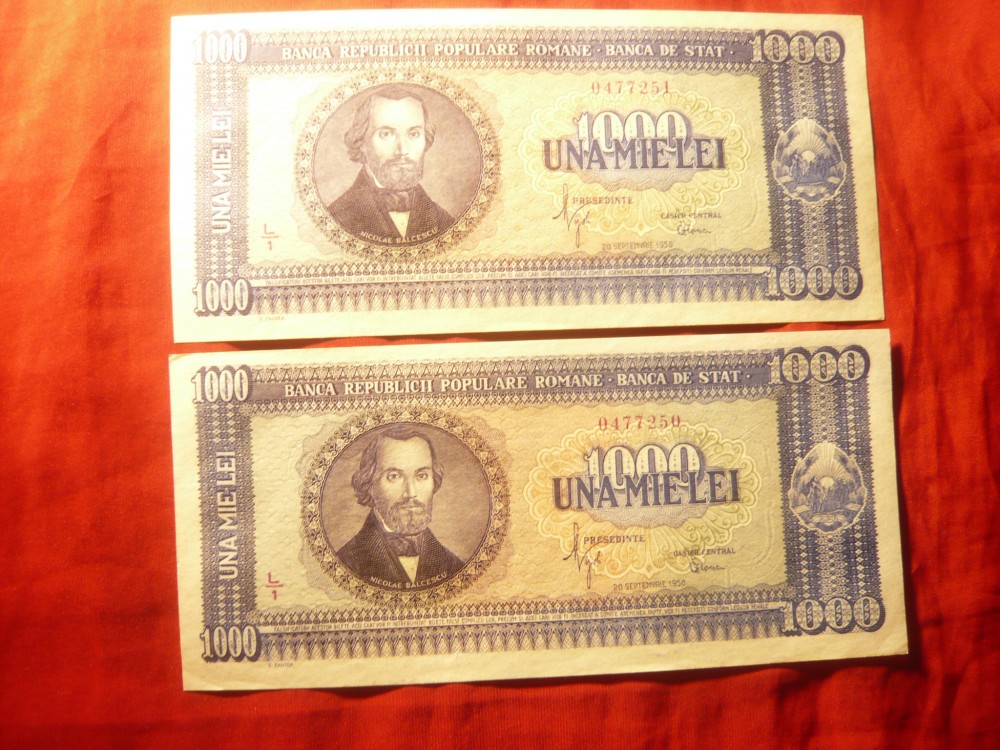 1000 BANCA REPUBLICII POPULARE ROMANE · BANCA DE STAT · 1000
0477251
1000
UNA MIE LEI
UNA MIE LEI
PRESEDINTE
CASIER CENTRAL
NICOLAE BALCESCU
L/1
20 SEPTEMBRIE 1950
1000 1000
1000 BANCA REPUBLICII POPULARE ROMANE · BANCA DE STAT · 1000
0477250
1000
UNA MIE LEI
UNA MIE LEI
PRESEDINTE
CASIER CENTRAL
NICOLAE BALCESCU
L/1
20 SEPTEMBRIE 1950
1000 1000